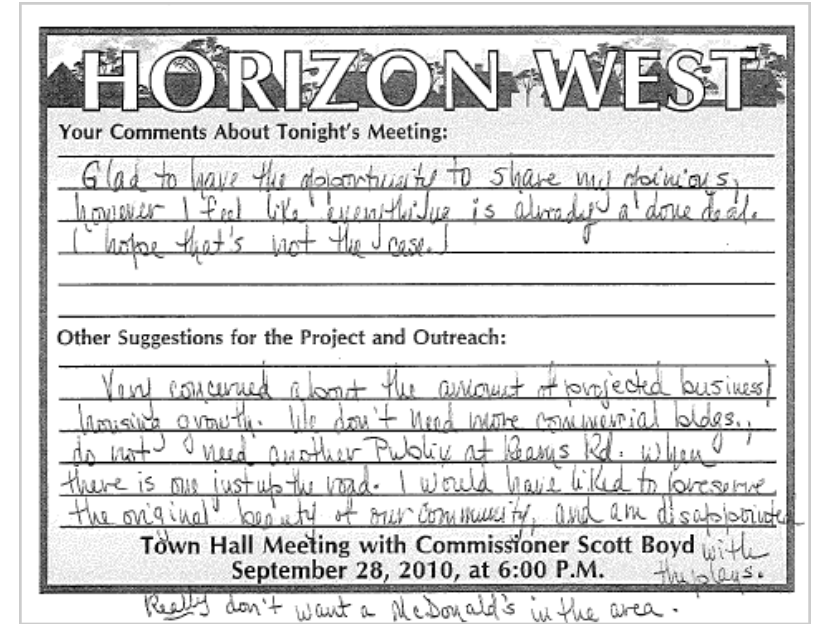 HORIZON WEST
Your Comments About Tonight's Meeting:
Glad to have the opportunity to share my opinions,
however I feel like everything is already a done deal.
I hope that's not the case.
Other Suggestions for the Project and Outreach:
Very concerned about the amount of projected business/
housing growth. We don't need more commercial bldgs.,
do not need another Publix at Reams Rd. when
there is one just up the road. I would have liked to preserve
the original beauty of our community, and am disappointed
with
the plans.
Town Hall Meeting with Commissioner Scott Boyd
September 28, 2010, at 6:00 P.M.
Really don't want a McDonald's in the area.